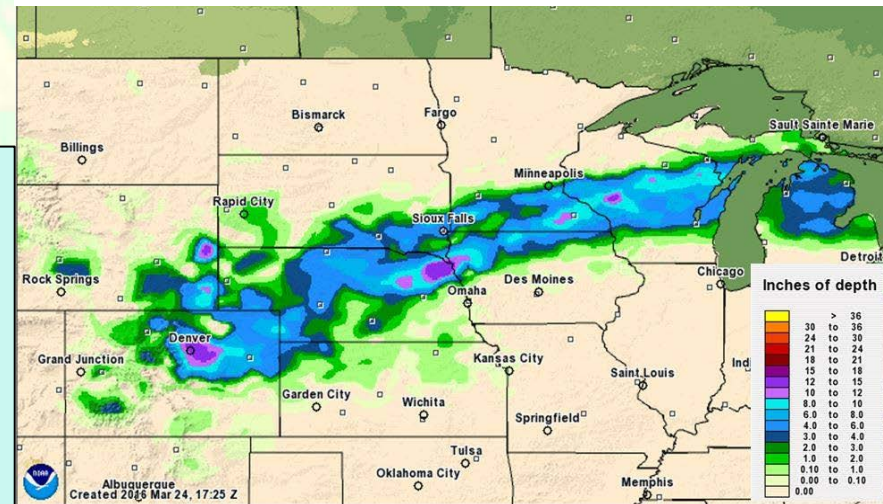 Sault Sainte Marie
Bismarck
Fargo
Billings
Minneapolis
Rapid City
Sioux Falls
Detroit
Rock Springs
Chicago
Omaha
Des Moines
Inches of depth
> 36
30 to 36
24 to 30
21 to 24
18 to 21
15 to 18
12 to 15
10 to 12
8.0 to 10
6.0 to 8.0
4.0 to 6.0
3.0 to 4.0
2.0 to 3.0
1.0 to 2.0
0.10 to 1.0
0.00 to 0.10
0.00
Denver
Grand Junction
Kansas City
Saint Louis
Indi
Garden City
Wichita
Springfield
Tulsa
Oklahoma City
Memphis
NOAA
Albuquerque
Created 2016 Mar 24, 17:25 Z